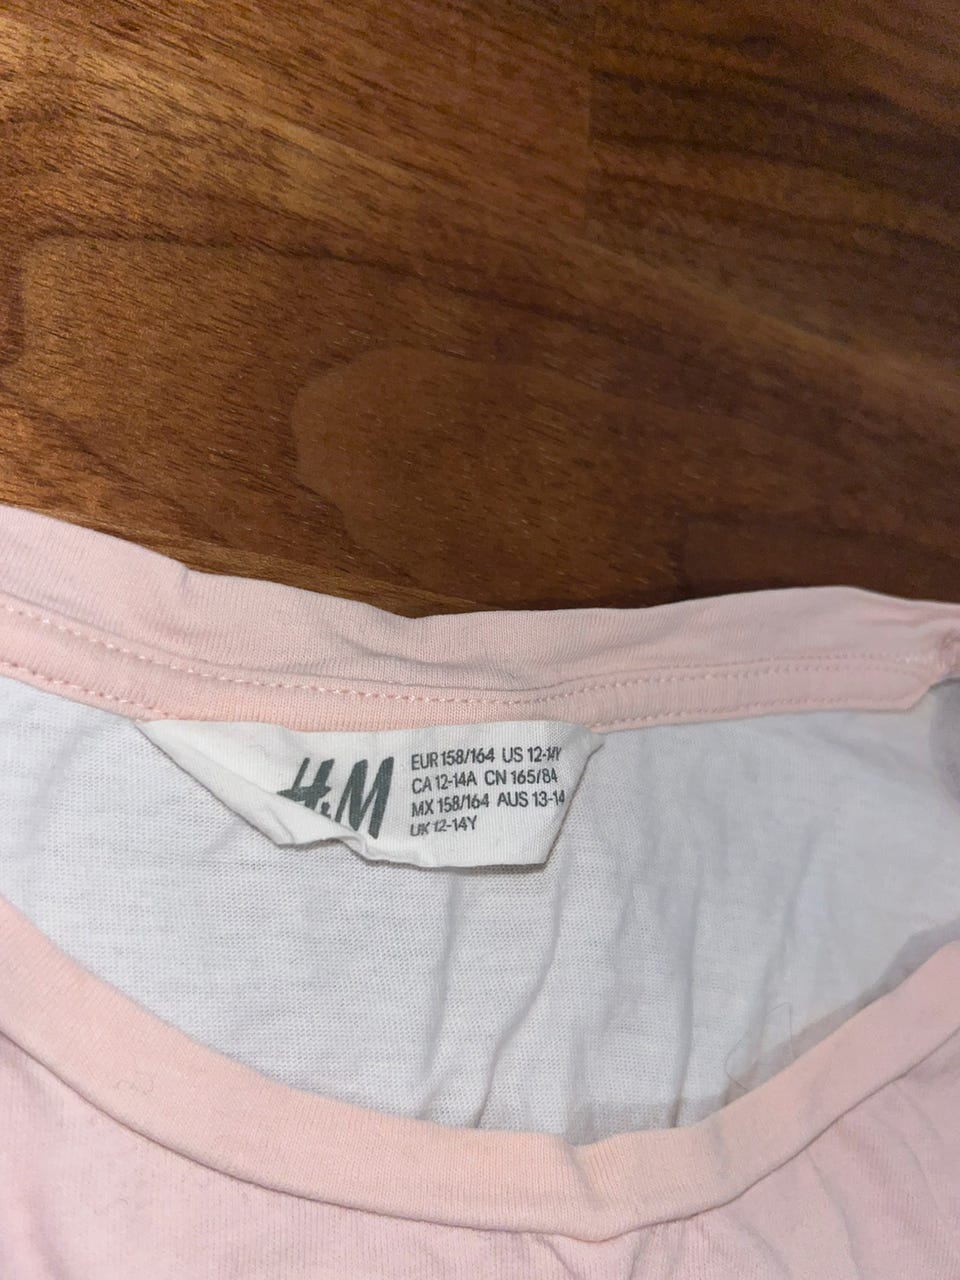 H&M
EUR 158/164 US 12-14Y
CA 12-14A CN 165/84
MX 158/164 AUS 13-14
UK 12-14Y